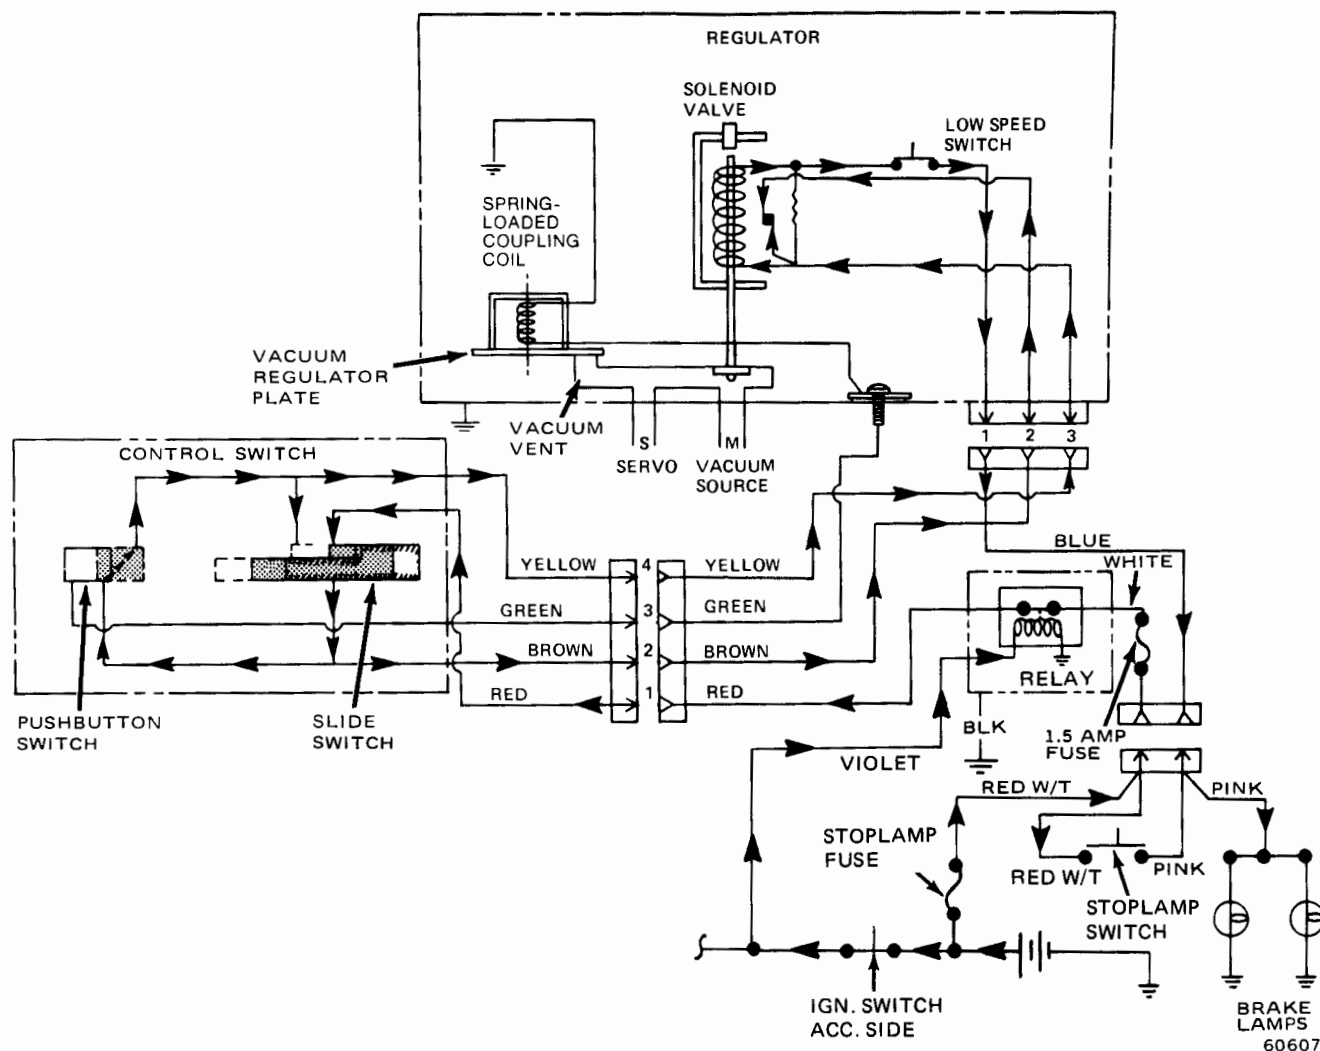 REGULATOR
SOLENOID
VALVE
LOW SPEED
SWITCH
SPRING-
LOADED
COUPLING
COIL
VACUUM
REGULATOR
PLATE
VACUUM
VENT
S
SERVO
M
VACUUM
SOURCE
1 2 3
CONTROL SWITCH
YELLOW
4
YELLOW
GREEN
3
GREEN
BROWN
2
BROWN
RED
1
RED
BLUE
WHITE
RELAY
PUSHBUTTON
SWITCH
SLIDE
SWITCH
BLK
1.5 AMP
FUSE
VIOLET
RED W/T
PINK
STOPLAMP
FUSE
RED W/T
PINK
STOPLAMP
SWITCH
IGN. SWITCH
ACC. SIDE
BRAKE
LAMPS
60607